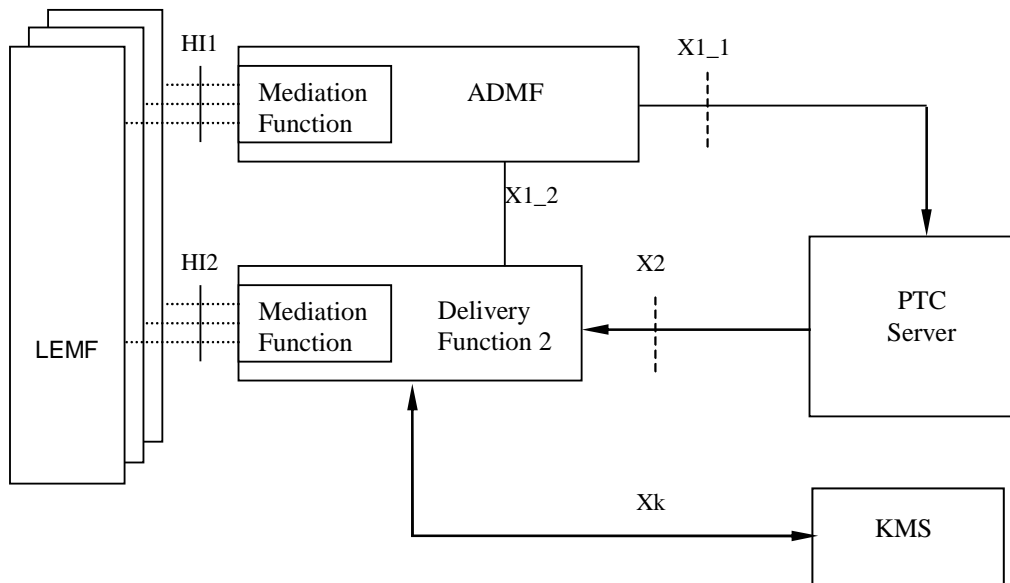 HI1
X1_1
Mediation
Function
ADMF
X1_2
HI2
X2
Mediation
Function
Delivery
Function 2
PTC
Server
LEMF
Xk
KMS